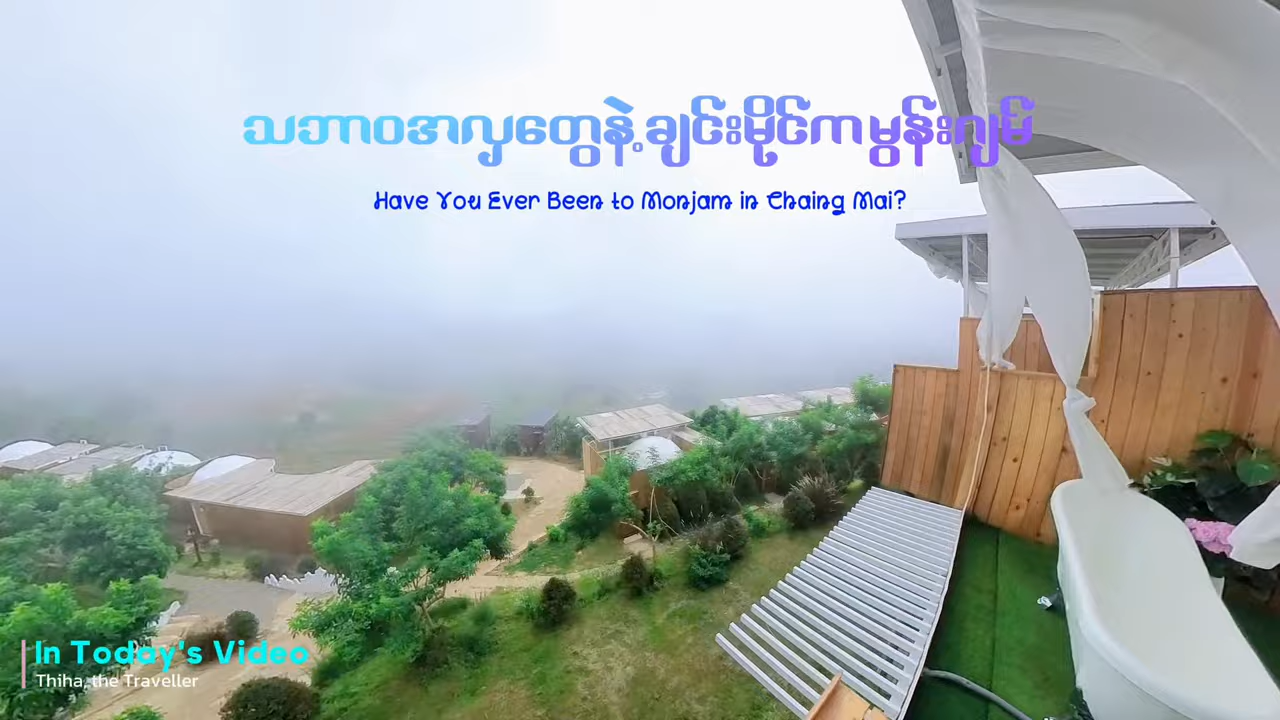 သဘာဝအလှတွေနဲ့ ချင်းမိုင်က မွန်းဂျမ်
Have You Ever Been to Monjam in Chaing Mai?
In Today's Video
Thiha, the Traveller